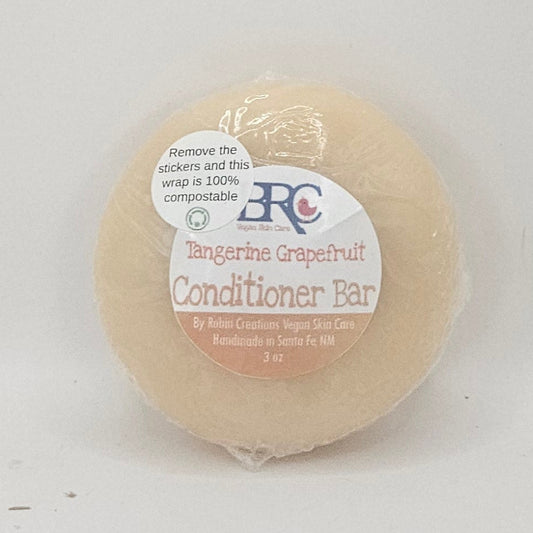 Remove the
stickers and this
wrap is 100%
compostable
BRC
Vegan Skin Care
Tangerine Grapefruit
Conditioner Bar
By Robin Creations Vegan Skin Care
Handmade in Santa Fe, NM
3 oz